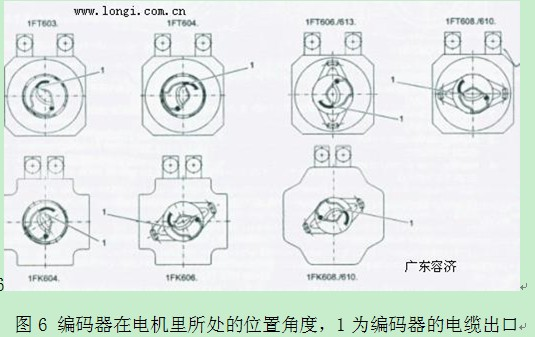 www.longi.com.cn
1FT603.
1FT604.
1FT606./613.
1FT608./610.
1
1
1
1
1
1
1
1FK604.
1FK606.
1FK608./610.
广东容济
6
图6 编码器在电机里所处的位置角度，1为编码器的电缆出口